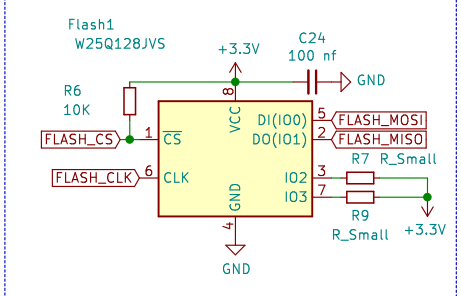 Flash1
W25Q128JVS
C24
100 nf
+3.3V
GND
R6
10K
8
VCC
FLASH_CS
1
CS
DI(IO0)
5
FLASH_MOSI
DO(IO1)
2
FLASH_MISO
FLASH_CLK
6
CLK
IO2
3
R7
R_Small
IO3
7
R9
R_Small
+3.3V
GND
4
GND